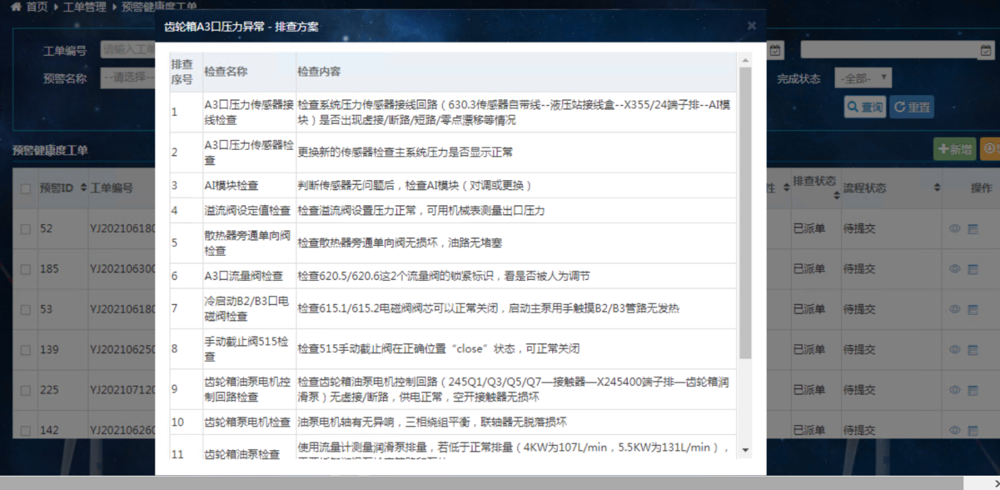 首页 工单管理 预警健康度工单
齿轮箱A3口压力异常 - 排查方案
×
工单编号 请输入工单
预警名称 --请选择--
完成状态 -全部-
查询 重置
预警健康度工单
新增
预警ID 工单编号
性 排查状态 流程状态 操作
52 YJ202106180 已派单 待提交
185 YJ202106300 已派单 待提交
53 YJ202106180 已派单 待提交
139 YJ202106250 已派单 待提交
225 YJ202107120 已派单 待提交
142 YJ202106260 已派单 待提交
排查
序号
检查名称
检查内容
1
A3口压力传感器接
线检查
检查系统压力传感器接线回路（630.3传感器自带线--液压站接线盒--X355/24端子排--AI模
块）是否出现虚接/断路/短路/零点漂移等情况
2
A3口压力传感器检
查
更换新的传感器检查主系统压力是否显示正常
3
AI模块检查
判断传感器无问题后，检查AI模块（对调或更换）
4
溢流阀设定值检查
检查溢流阀设置压力正常，可用机械表测量出口压力
5
散热器旁通单向阀
检查
检查散热器旁通单向阀无损坏，油路无堵塞
6
A3口流量阀检查
检查620.5/620.6这2个流量阀的锁紧标识，看是否被人为调节
7
冷启动B2/B3口电
磁阀检查
检查615.1/615.2电磁阀阀芯可以正常关闭，启动主泵用手触摸B2/B3管路无发热
8
手动截止阀515检
查
检查515手动截止阀在正确位置“close”状态，可正常关闭
9
齿轮箱油泵电机控
制回路检查
检查齿轮箱油泵电机控制回路（245Q1/Q3/Q5/Q7—接触器—X245400端子排—齿轮箱润
滑泵）无虚接/断路，供电正常，空开接触器无损坏
10
齿轮箱泵电机检查
油泵电机轴有无异响，三相绕组平衡，联轴器无脱落损坏
11
齿轮箱油泵检查
使用流量计测量润滑泵排量，若低于正常排量（4KW为107L/min，5.5KW为131L/min），